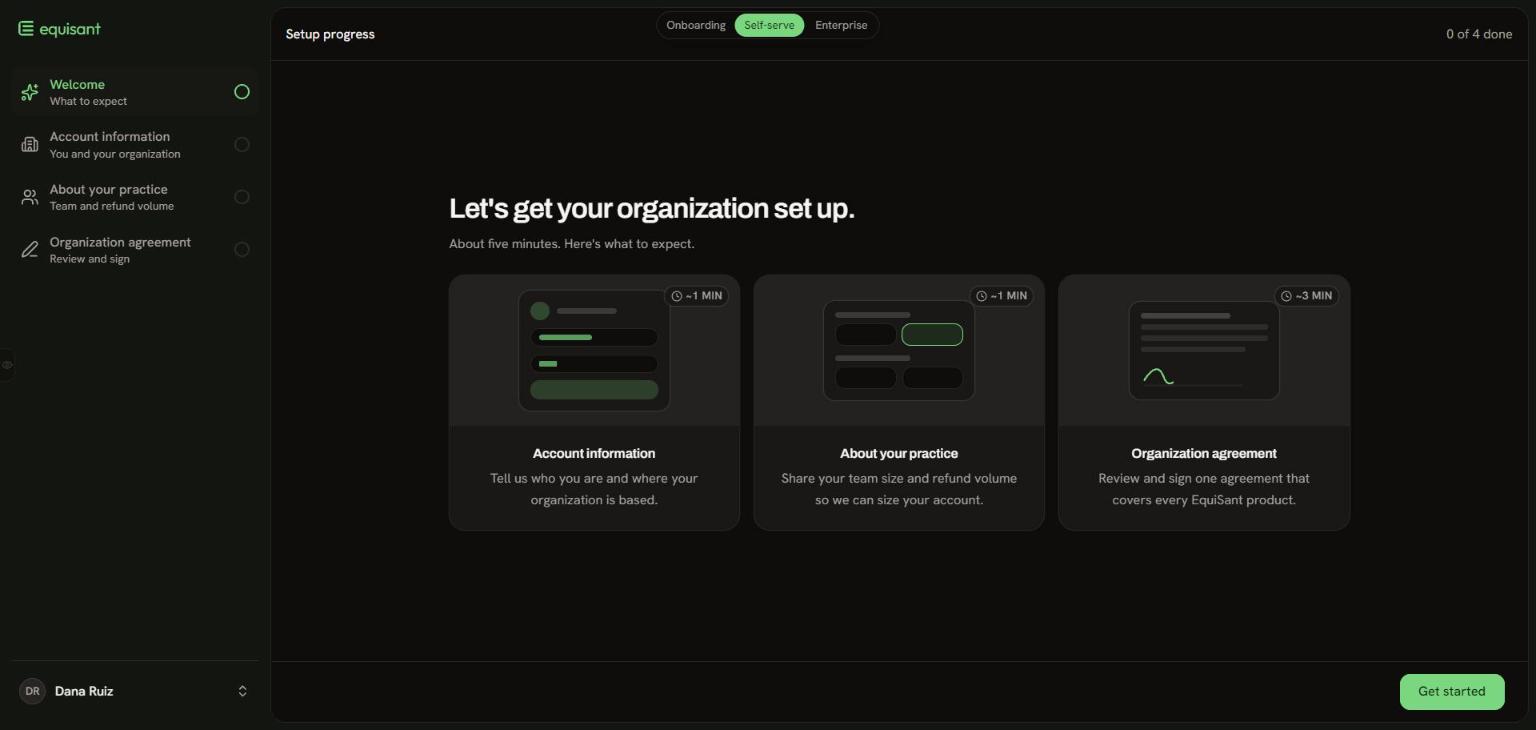 equisant
Welcome
What to expect
Account information
You and your organization
About your practice
Team and refund volume
Organization agreement
Review and sign
DR
Dana Ruiz
Setup progress
Onboarding
Self-serve
Enterprise
0 of 4 done
Let's get your organization set up.
About five minutes. Here's what to expect.
~1 MIN
Account information
Tell us who you are and where your
organization is based.
~1 MIN
About your practice
Share your team size and refund volume
so we can size your account.
~3 MIN
Organization agreement
Review and sign one agreement that
covers every EquiSant product.
Get started